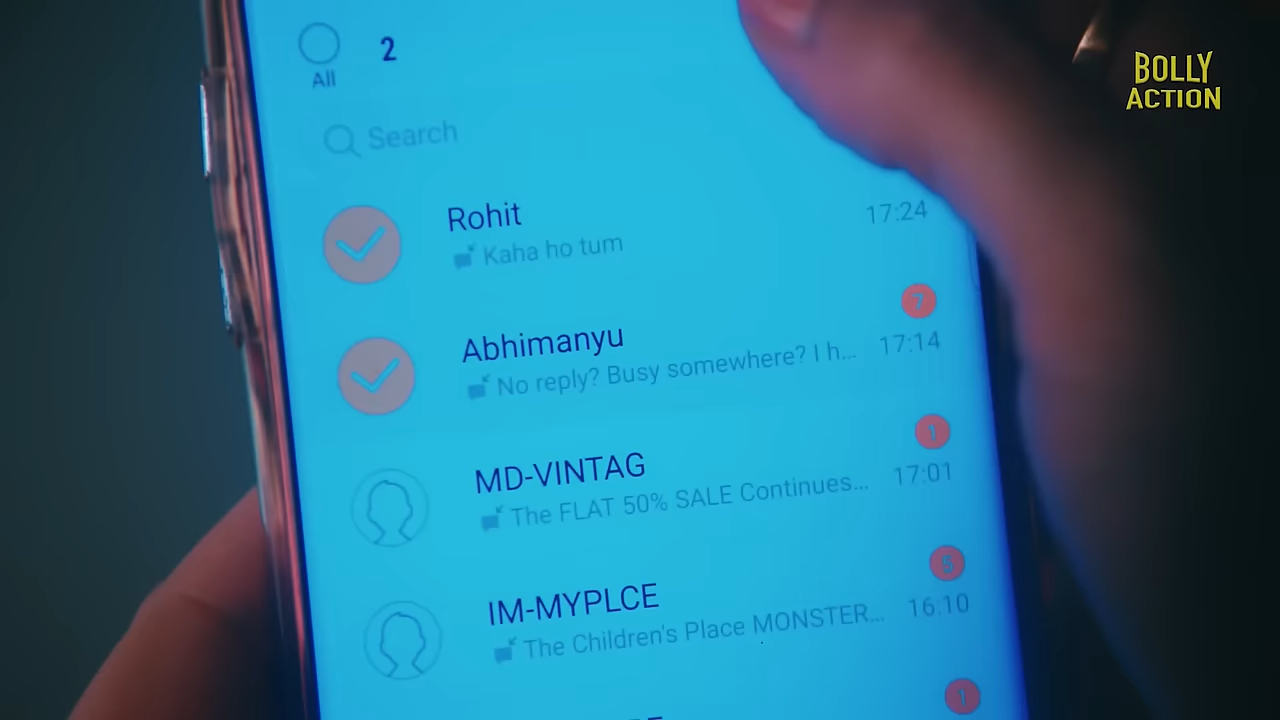 2
All
Search
Rohit
17:24
Kaha ho tum
7
Abhimanyu
17:14
No reply? Busy somewhere? I h...
1
MD-VINTAG
17:01
The FLAT 50% SALE Continues...
5
IM-MYPLCE
16:10
The Children's Place MONSTER...
1
BOLLY
ACTION